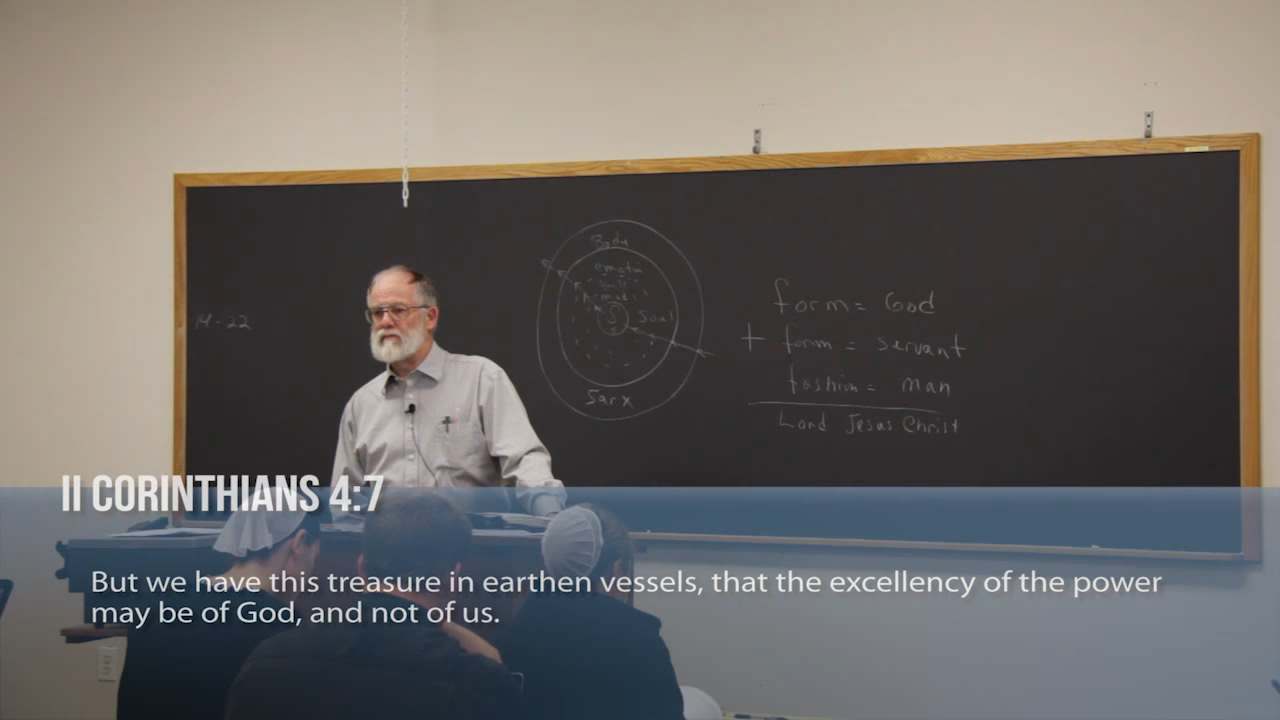 14-22
Body
emotion
will
mind
S
Soul
Sarx
form = God
+ form = servant
fashion = man
Lord Jesus Christ
II CORINTHIANS 4:7
But we have this treasure in earthen vessels, that the excellency of the power
may be of God, and not of us.